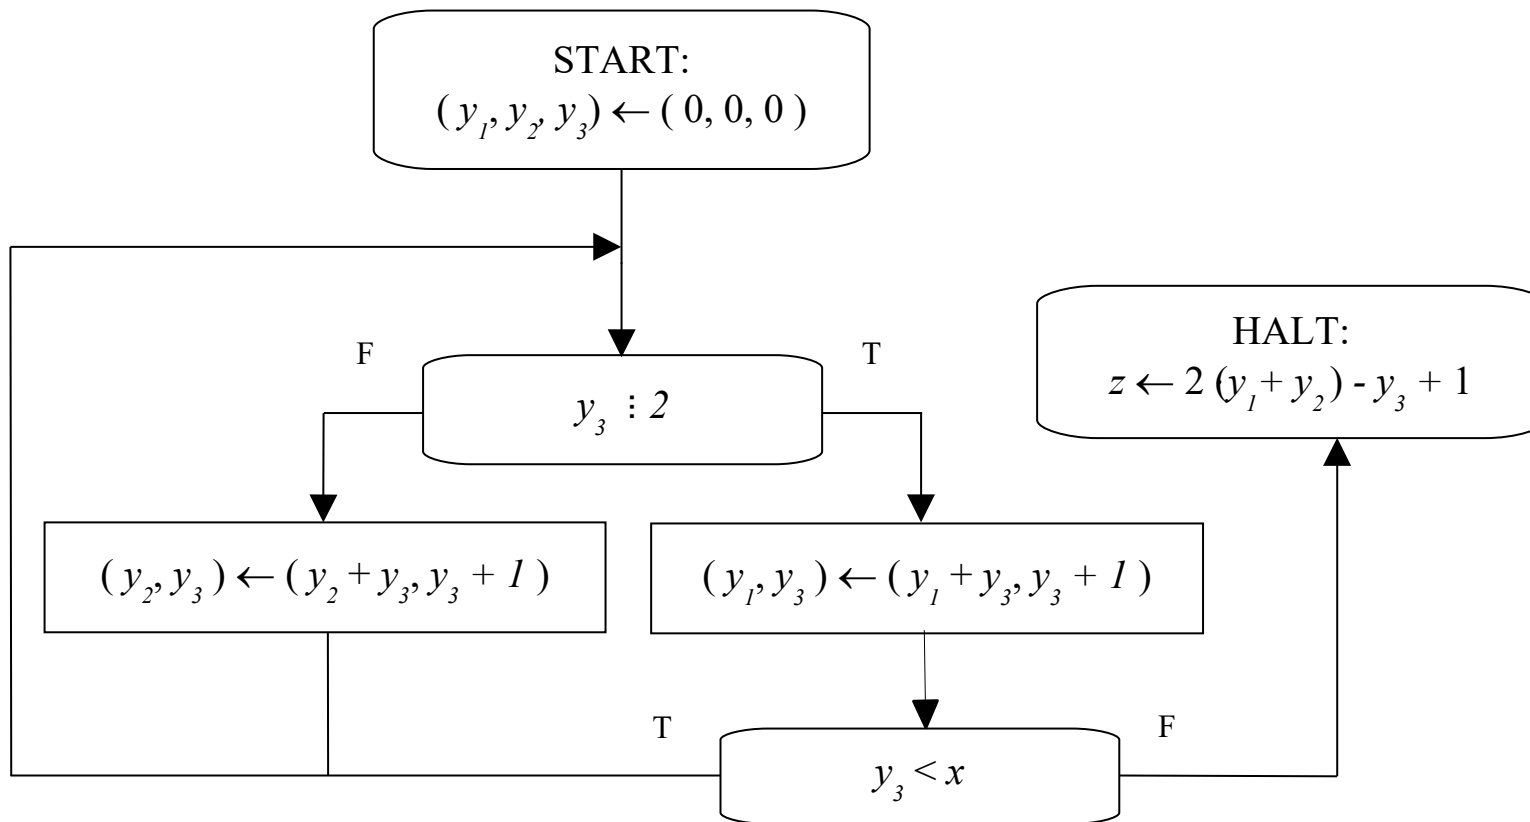 START:
( y₁, y₂, y₃) ← ( 0, 0, 0 )
F
T
HALT:
z ← 2 (y₁ + y₂) - y₃ + 1
y₃ ⋮ 2
( y₂, y₃ ) ← ( y₂ + y₃, y₃ + 1 )
( y₁, y₃ ) ← ( y₁ + y₃, y₃ + 1 )
T
F
y₃ < x